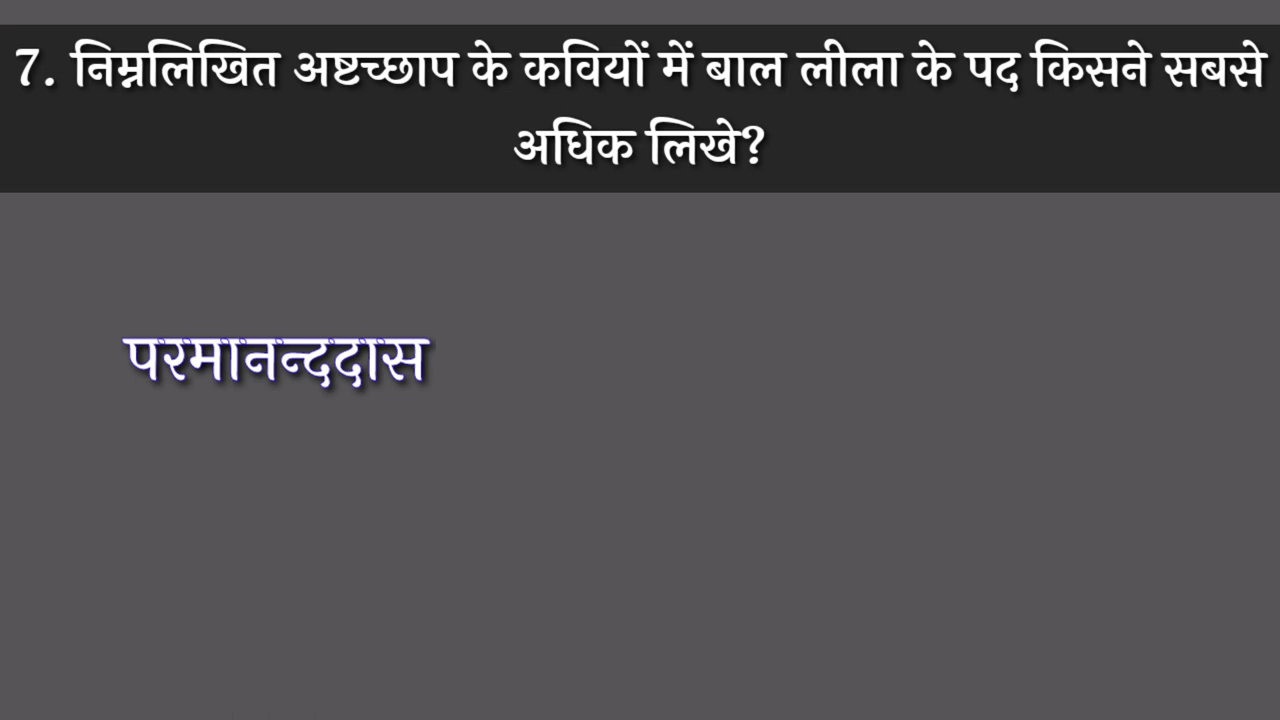 7. निम्नलिखित अष्टच्छाप के कवियों में बाल लीला के पद किसने सबसे
अधिक लिखे?
परमानन्ददास